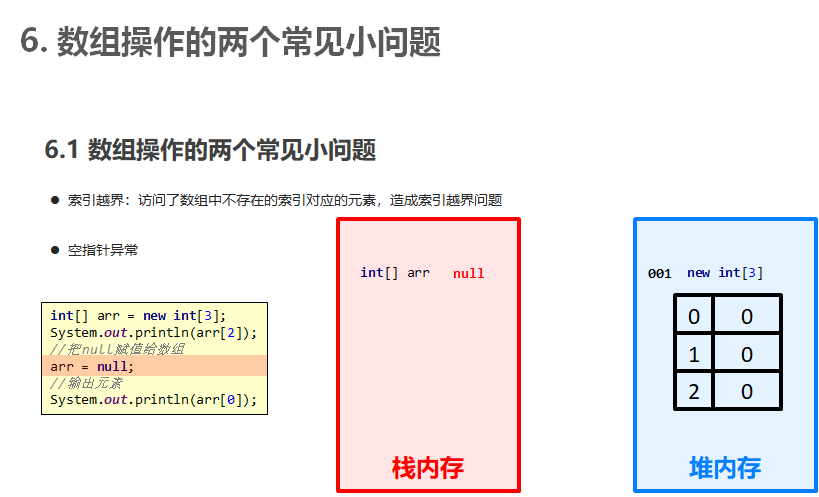 6. 数组操作的两个常见小问题
6.1 数组操作的两个常见小问题
● 索引越界：访问了数组中不存在的索引对应的元素，造成索引越界问题
● 空指针异常
int[] arr = new int[3];
System.out.println(arr[2]);
//把null赋值给数组
arr = null;
//输出元素
System.out.println(arr[0]);
int[] arr null
栈内存
001 new int[3]
0 0
1 0
2 0
堆内存